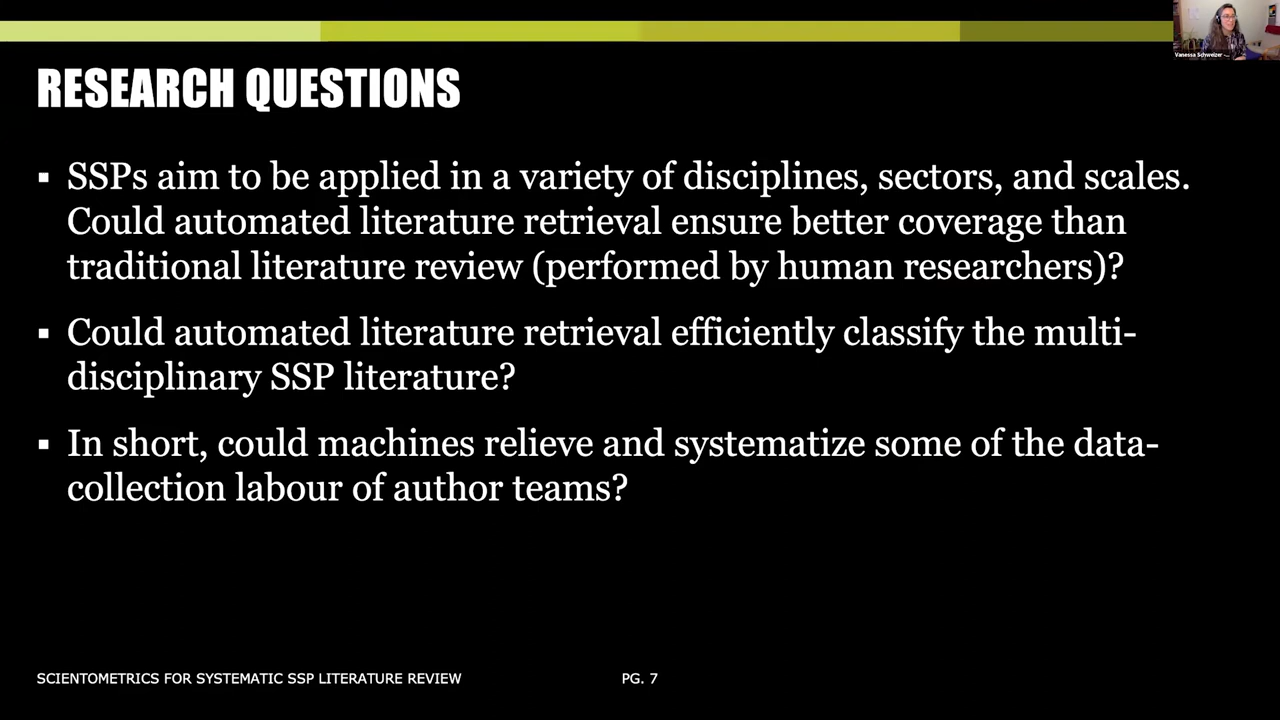 Vanessa Schweizer
RESEARCH QUESTIONS
▪ SSPs aim to be applied in a variety of disciplines, sectors, and scales.
Could automated literature retrieval ensure better coverage than
traditional literature review (performed by human researchers)?
▪ Could automated literature retrieval efficiently classify the multi-
disciplinary SSP literature?
▪ In short, could machines relieve and systematize some of the data-
collection labour of author teams?
SCIENTOMETRICS FOR SYSTEMATIC SSP LITERATURE REVIEW PG. 7